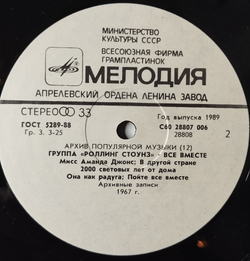 МИНИСТЕРСТВО
КУЛЬТУРЫ СССР
ВСЕСОЮЗНАЯ ФИРМА
ГРАМПЛАСТИНОК
МЕЛОДИЯ
АПРЕЛЕВСКИЙ ОРДЕНА ЛЕНИНА ЗАВОД
СТЕРЕО 33
Год выпуска 1989
ГОСТ 5289-88
С60 28807 006
Гр. 3. 3-25
28808
2
АРХИВ ПОПУЛЯРНОЙ МУЗЫКИ (12)
ГРУППА «РОЛЛИНГ СТОУНЗ» - ВСЕ ВМЕСТЕ
Мисс Аманда Джонс; В другой стране
2000 световых лет от дома
Она как радуга; Пойте все вместе
Архивные записи
1967 г.